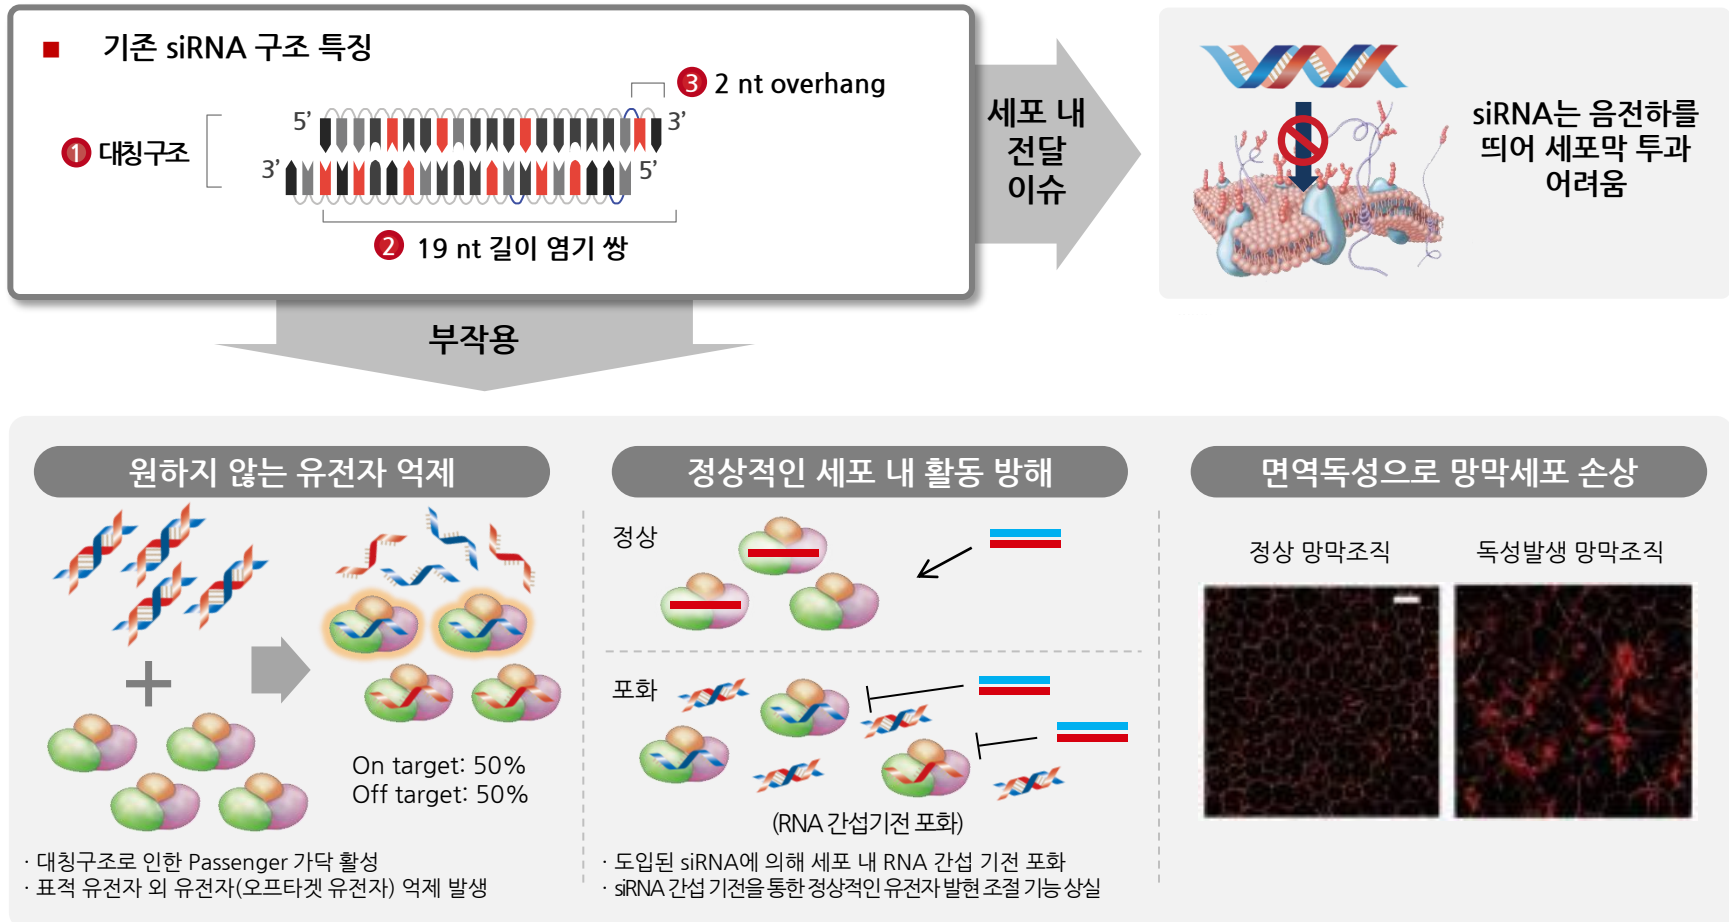 ■ 기존 siRNA 구조 특징
3 2 nt overhang
5’ 3’
1 대칭구조
3’ 5’
2 19 nt 길이 염기 쌍
세포 내
전달
이슈
siRNA는 음전하를
띄어 세포막 투과
어려움
부작용
원하지 않는 유전자 억제
On target: 50%
Off target: 50%
· 대칭구조로 인한 Passenger 가닥 활성
· 표적 유전자 외 유전자(오프타겟 유전자) 억제 발생
정상적인 세포 내 활동 방해
정상
포화
(RNA 간섭기전 포화)
· 도입된 siRNA에 의해 세포 내 RNA 간섭 기전 포화
· siRNA 간섭 기전을 통한 정상적인 유전자 발현 조절 기능 상실
면역독성으로 망막세포 손상
정상 망막조직
독성발생 망막조직